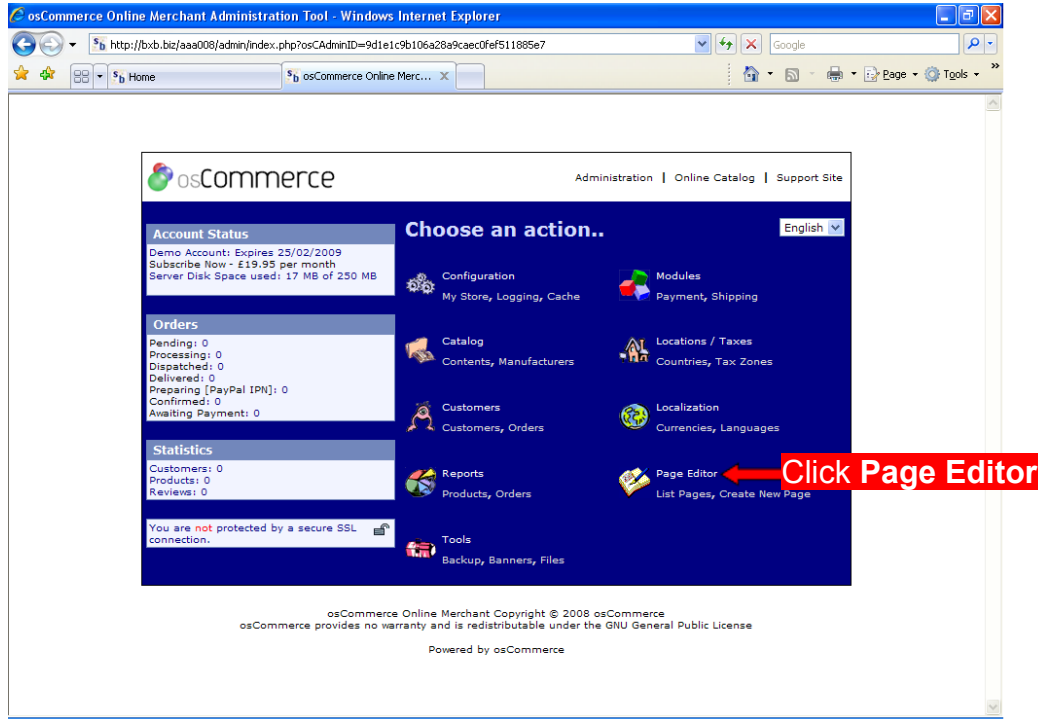 osCommerce Online Merchant Administration Tool - Windows Internet Explorer
http://bxb.biz/aaa008/admin/index.php?osCAdminID=9d1e1c9b106a28a9caec0fef511885e7
Google
Home
osCommerce Online Merc...
Page
Tools
osCommerce
Administration | Online Catalog | Support Site
Account Status
Demo Account: Expires 25/02/2009
Subscribe Now - £19.95 per month
Server Disk Space used: 17 MB of 250 MB
Orders
Pending: 0
Processing: 0
Dispatched: 0
Delivered: 0
Preparing [PayPal IPN]: 0
Confirmed: 0
Awaiting Payment: 0
Statistics
Customers: 0
Products: 0
Reviews: 0
You are not protected by a secure SSL
connection.
Choose an action..
English
Configuration
My Store, Logging, Cache
Modules
Payment, Shipping
Catalog
Contents, Manufacturers
Locations / Taxes
Countries, Tax Zones
Customers
Customers, Orders
Localization
Currencies, Languages
Reports
Products, Orders
Page Editor
List Pages, Create New Page
Click Page Editor
Tools
Backup, Banners, Files
osCommerce Online Merchant Copyright © 2008 osCommerce
osCommerce provides no warranty and is redistributable under the GNU General Public License
Powered by osCommerce